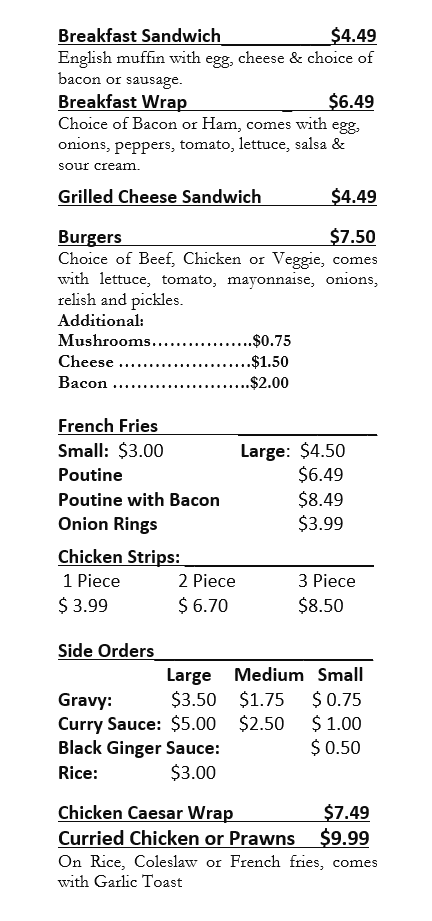 Breakfast Sandwich $4.49
English muffin with egg, cheese & choice of
bacon or sausage.
Breakfast Wrap $6.49
Choice of Bacon or Ham, comes with egg,
onions, peppers, tomato, lettuce, salsa &
sour cream.
Grilled Cheese Sandwich $4.49
Burgers $7.50
Choice of Beef, Chicken or Veggie, comes
with lettuce, tomato, mayonnaise, onions,
relish and pickles.
Additional:
Mushrooms.................$0.75
Cheese .......................$1.50
Bacon ........................$2.00
French Fries
Small: $3.00 Large: $4.50
Poutine $6.49
Poutine with Bacon $8.49
Onion Rings $3.99
Chicken Strips:
1 Piece 2 Piece 3 Piece
$ 3.99 $ 6.70 $8.50
Side Orders
Large Medium Small
Gravy: $3.50 $1.75 $ 0.75
Curry Sauce: $5.00 $2.50 $ 1.00
Black Ginger Sauce: $ 0.50
Rice: $3.00
Chicken Caesar Wrap $7.49
Curried Chicken or Prawns $9.99
On Rice, Coleslaw or French fries, comes
with Garlic Toast